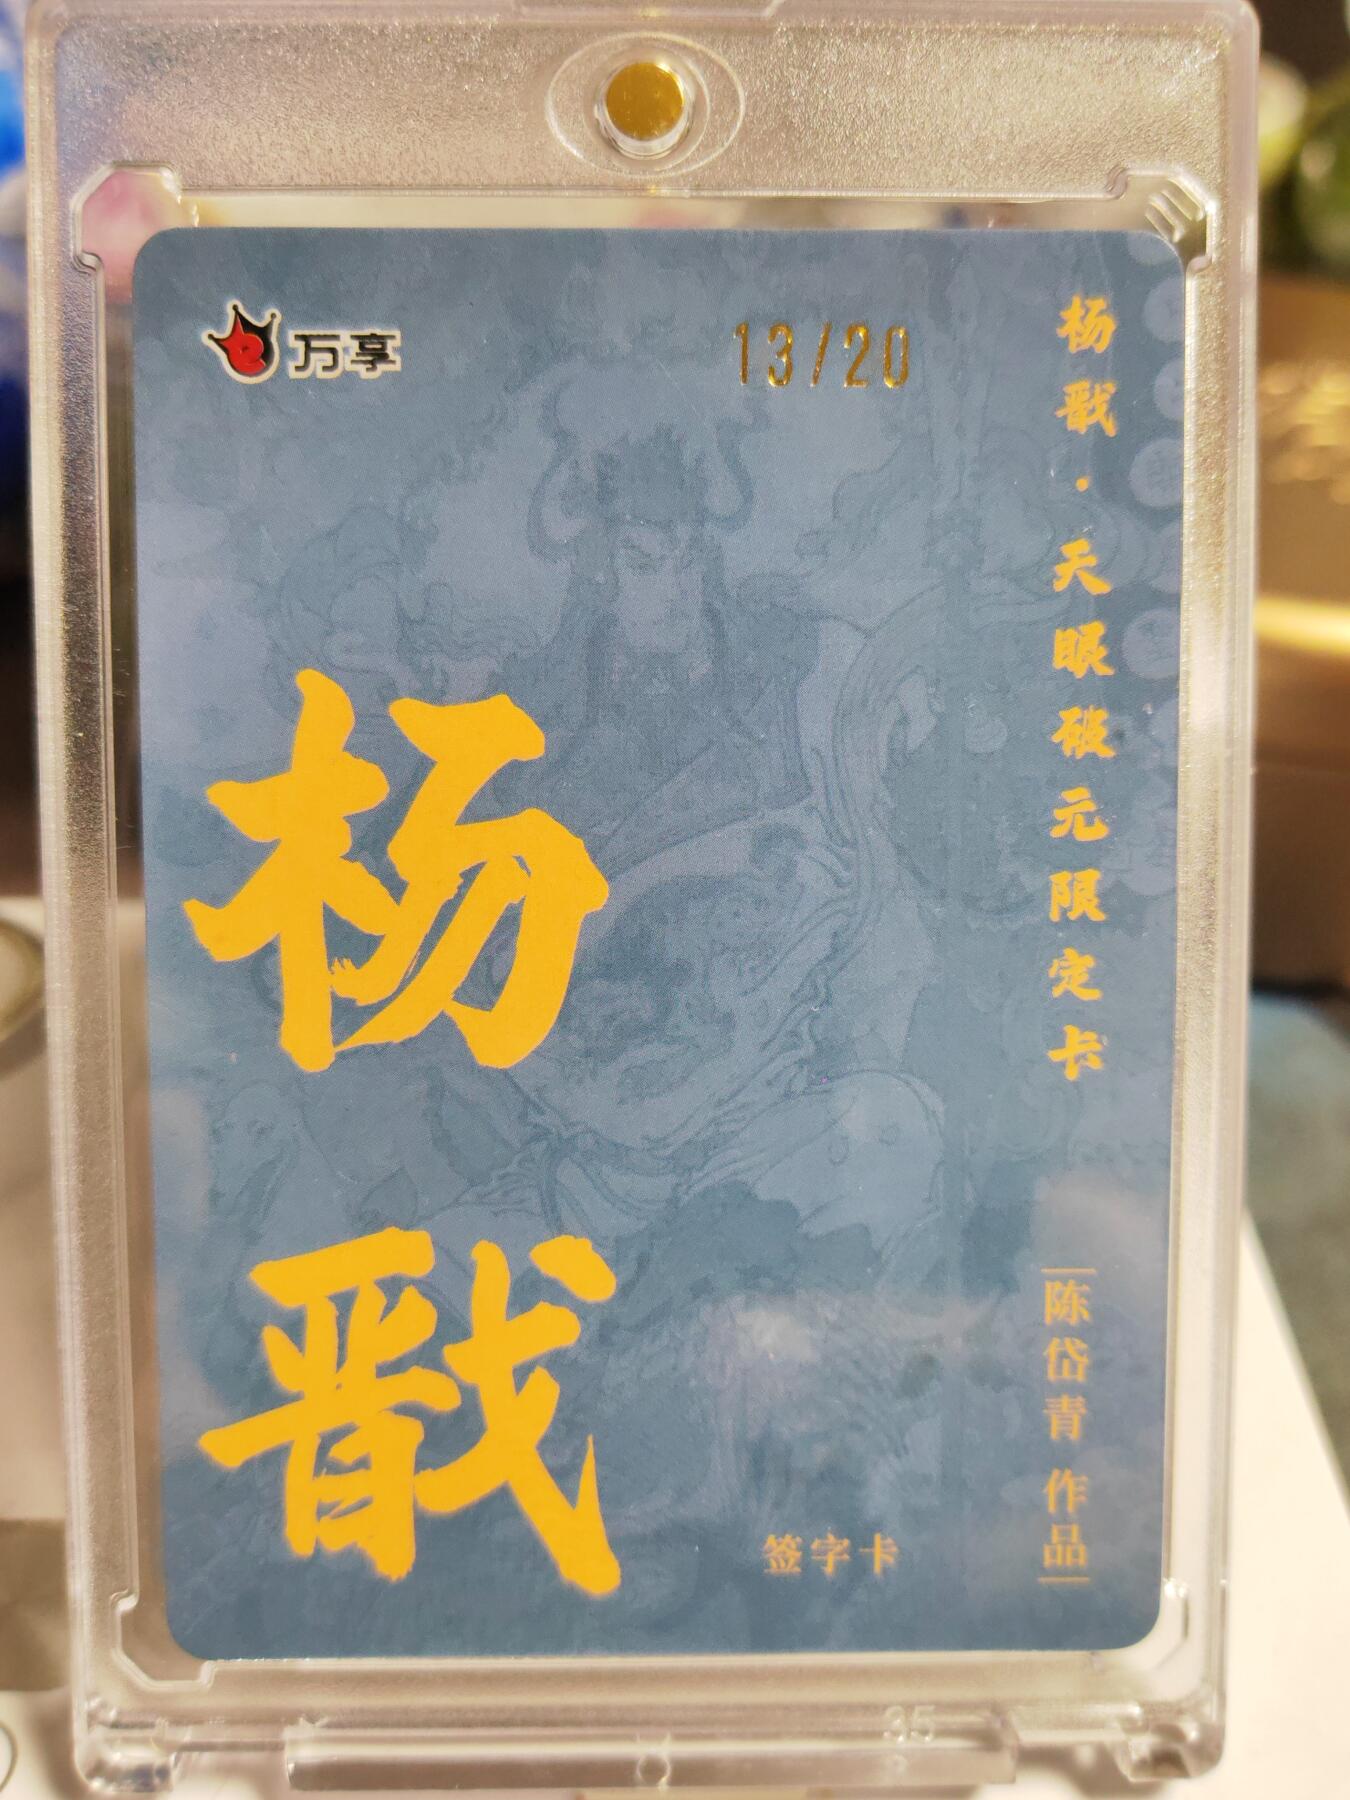 万享
13/20
杨戬·天眼破元限定卡
杨戬
陈岱青 作品
签字卡
35